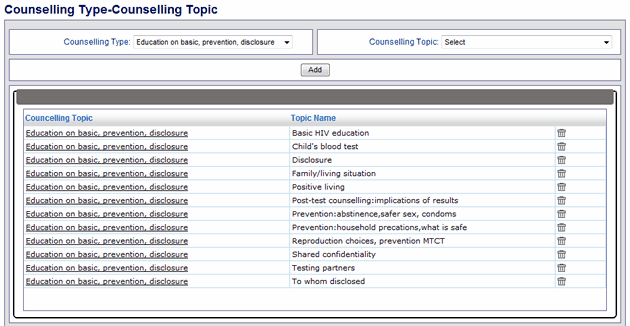 Counselling Type-Counselling Topic
Counselling Type: Education on basic, prevention, disclosure Counselling Topic: Select
Add
Councelling Topic Topic Name
Education on basic, prevention, disclosure Basic HIV education
Education on basic, prevention, disclosure Child's blood test
Education on basic, prevention, disclosure Disclosure
Education on basic, prevention, disclosure Family/living situation
Education on basic, prevention, disclosure Positive living
Education on basic, prevention, disclosure Post-test counselling:implications of results
Education on basic, prevention, disclosure Prevention:abstinence,safer sex, condoms
Education on basic, prevention, disclosure Prevention:household precations,what is safe
Education on basic, prevention, disclosure Reproduction choices, prevention MTCT
Education on basic, prevention, disclosure Shared confidentiality
Education on basic, prevention, disclosure Testing partners
Education on basic, prevention, disclosure To whom disclosed